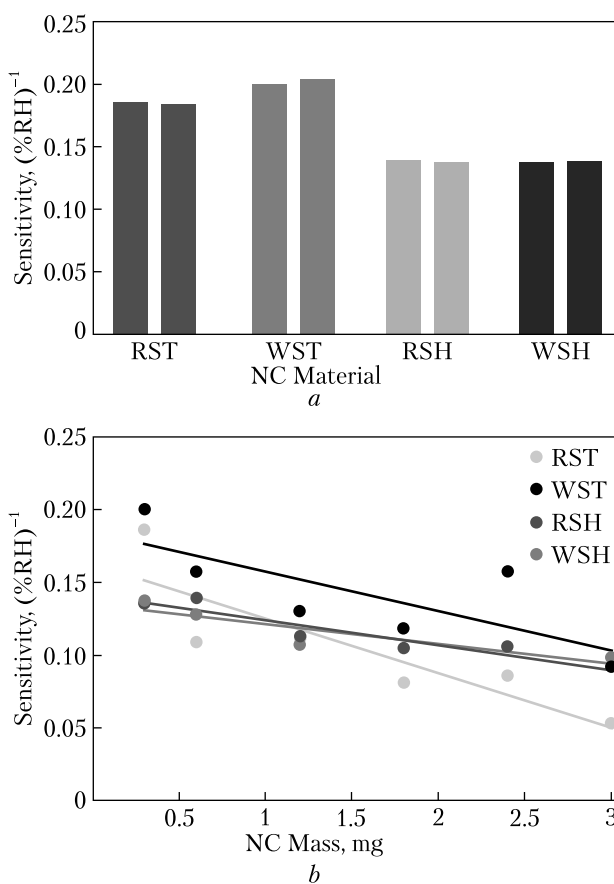 0.25
0.20
0.15
0.10
0.05
0
Sensitivity, (%RH)⁻¹
RST WST RSH WSH
NC Material
a
0.25
0.20
0.15
0.10
0.05
0
Sensitivity, (%RH)⁻¹
RST
WST
RSH
WSH
0.5 1 1.5 2 2.5 3
NC Mass, mg
b